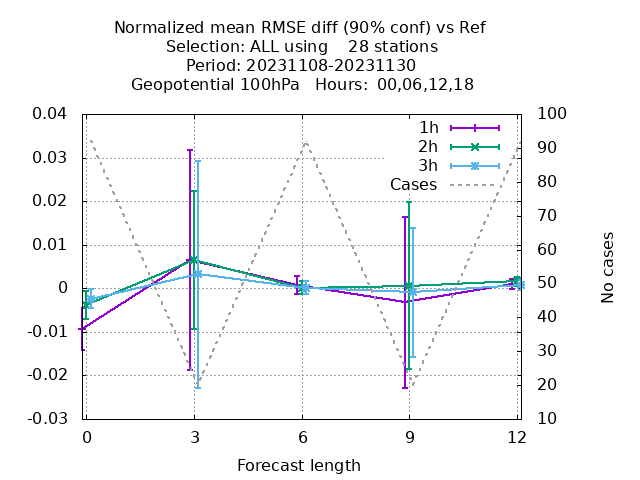 Normalized mean RMSE diff (90% conf) vs Ref
Selection: ALL using    28 stations
Period: 20231108-20231130
Geopotential 100hPa   Hours: 00,06,12,18
0.04
0.03
0.02
0.01
0
-0.01
-0.02
-0.03
100
90
80
70
60
50
40
30
20
10
1h
2h
3h
Cases
No cases
0 3 6 9 12
Forecast length